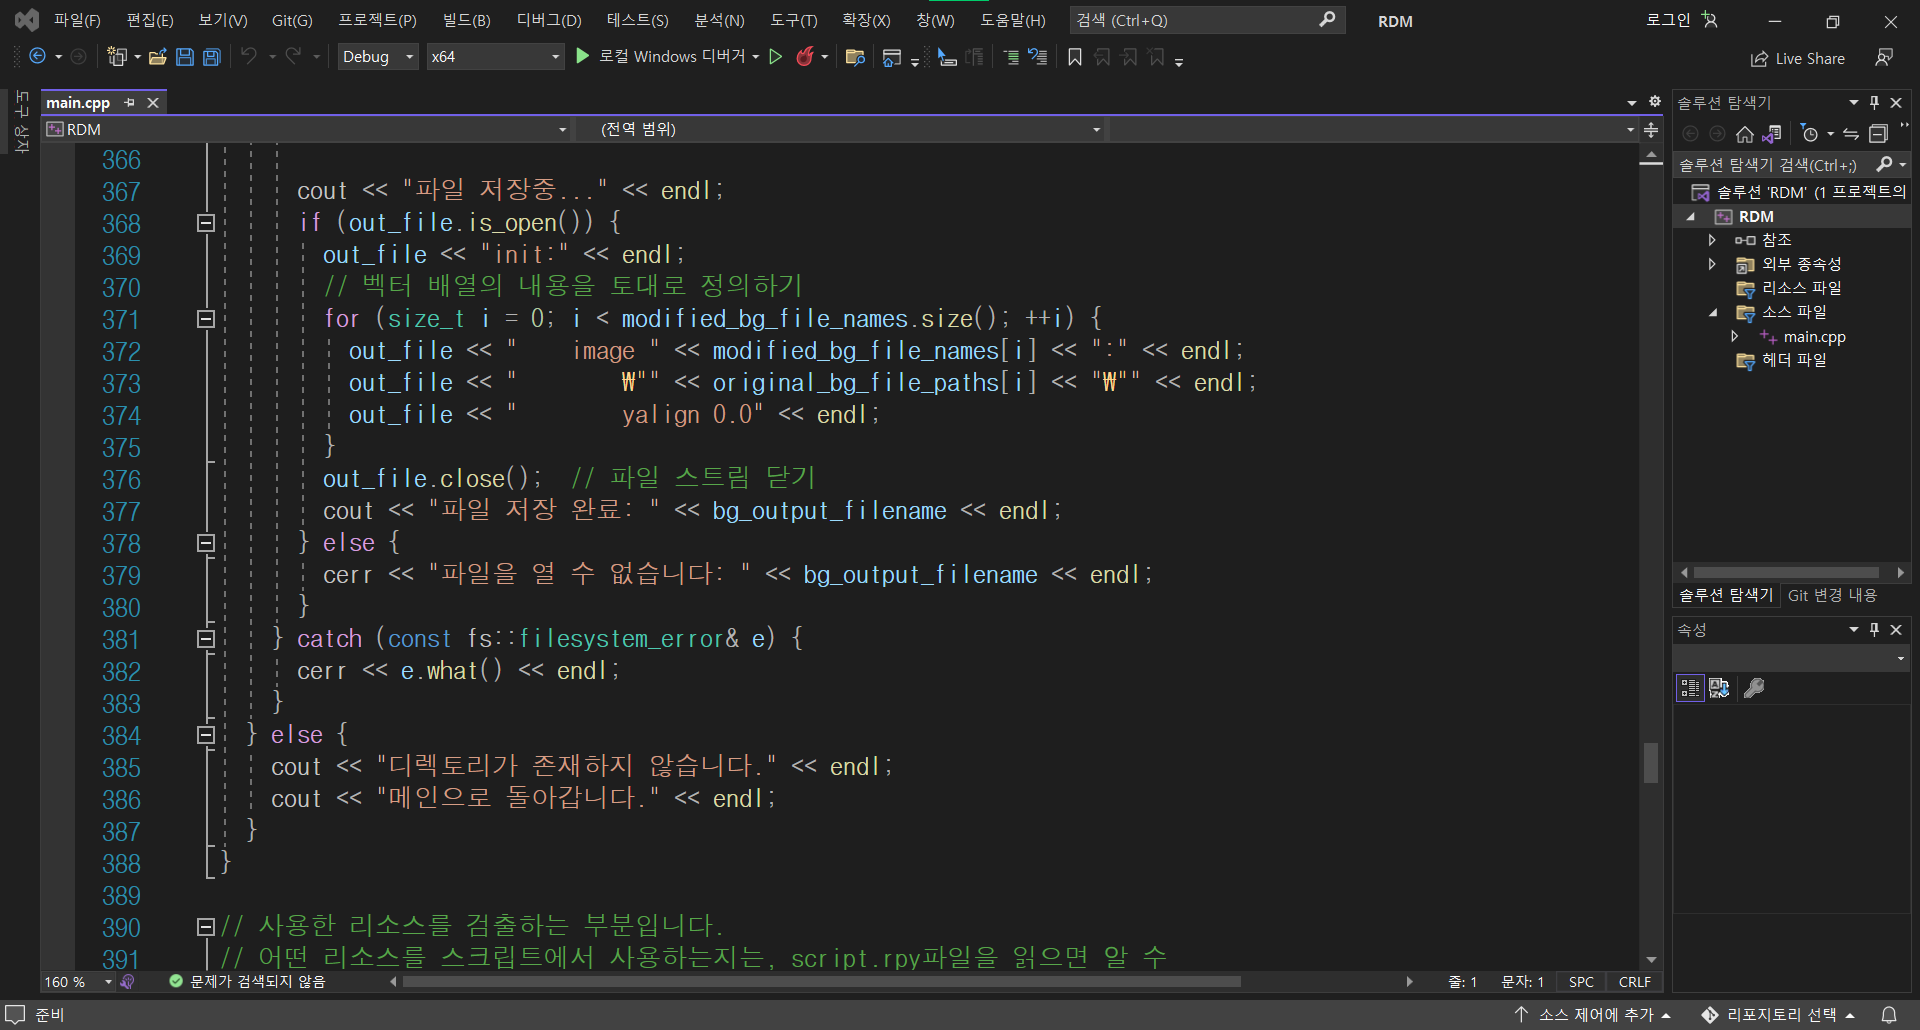 파일(F) 편집(E) 보기(V) Git(G) 프로젝트(P) 빌드(B) 디버그(D) 테스트(S) 분석(N) 도구(T) 확장(X) 창(W) 도움말(H) 검색 (Ctrl+Q) RDM 로그인
Debug x64 로컬 Windows 디버거 Live Share
도구 상자
main.cpp
RDM (전역 범위)
366
367 cout << "파일 저장중..." << endl;
368 if (out_file.is_open()) {
369 out_file << "init:" << endl;
370 // 벡터 배열의 내용을 토대로 정의하기
371 for (size_t i = 0; i < modified_bg_file_names.size(); ++i) {
372 out_file << "    image " << modified_bg_file_names[i] << ":" << endl;
373 out_file << "        ₩"" << original_bg_file_paths[i] << "₩"" << endl;
374 out_file << "        yalign 0.0" << endl;
375 }
376 out_file.close();  // 파일 스트림 닫기
377 cout << "파일 저장 완료: " << bg_output_filename << endl;
378 } else {
379 cerr << "파일을 열 수 없습니다: " << bg_output_filename << endl;
380 }
381 } catch (const fs::filesystem_error& e) {
382 cerr << e.what() << endl;
383 }
384 } else {
385 cout << "디렉토리가 존재하지 않습니다." << endl;
386 cout << "메인으로 돌아갑니다." << endl;
387 }
388 }
389
390 // 사용한 리소스를 검출하는 부분입니다.
391 // 어떤 리소스를 스크립트에서 사용하는지는, script.rpy파일을 읽으면 알 수
160 % 문제가 검색되지 않음 줄: 1 문자: 1 SPC CRLF
솔루션 탐색기
솔루션 탐색기 검색(Ctrl+;)
솔루션 'RDM' (1 프로젝트의
RDM
참조
외부 종속성
리소스 파일
소스 파일
main.cpp
헤더 파일
솔루션 탐색기 Git 변경 내용
속성
준비 소스 제어에 추가 리포지토리 선택